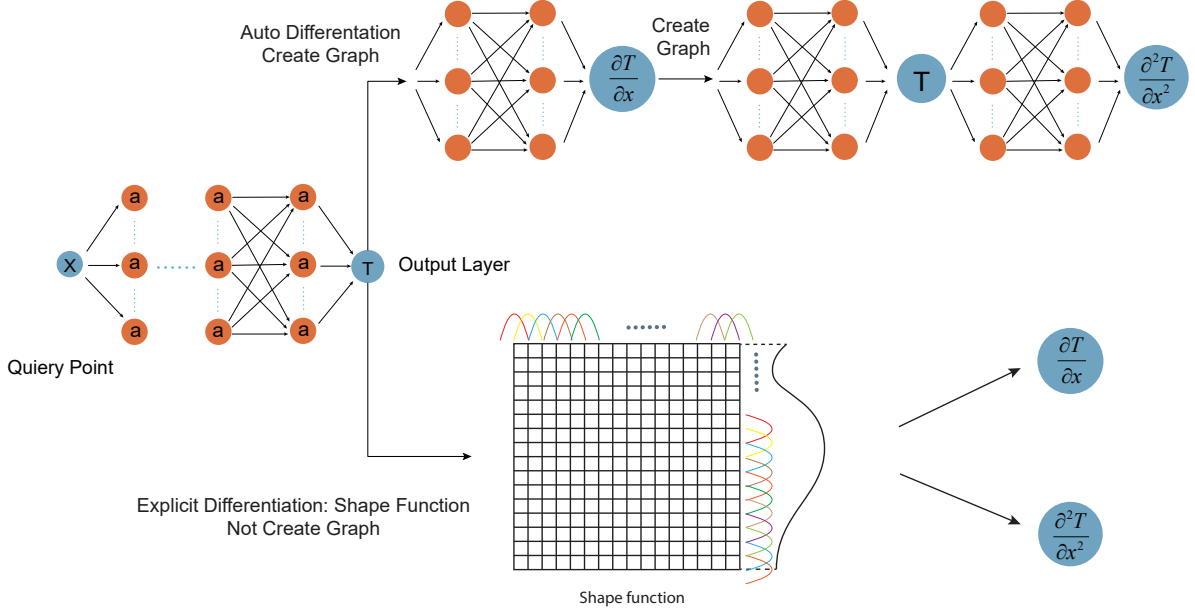 Auto Differentation
Create Graph
∂T
∂x
Create
Graph
T
∂²T
∂x²
a a a
X a a a T Output Layer
a a a
Quiery Point
∂T
∂x
Explicit Differentiation: Shape Function
Not Create Graph
∂²T
∂x²
Shape function